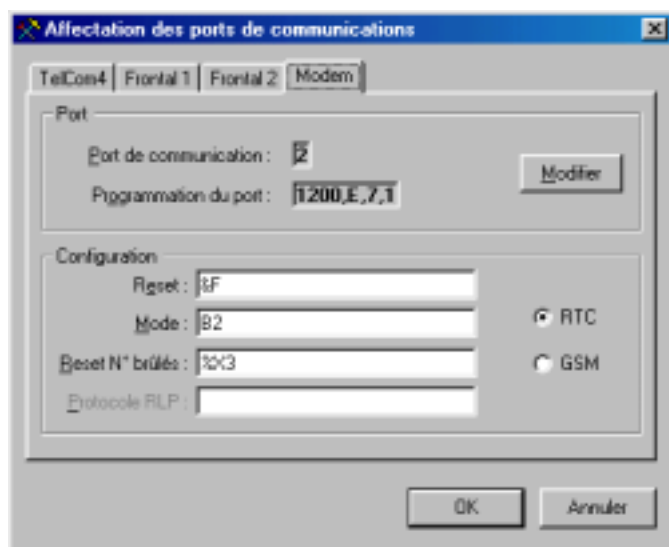 Affectation des ports de communications
TelCom4 Frontal 1 Frontal 2 Modem
Port
Port de communication : 2
Programmation du port : 1200,E,7,1
Modifier
Configuration
Reset : &F
Mode : B2
RTC
Reset N° brûlés : %X3
GSM
Protocole RLP :
OK Annuler